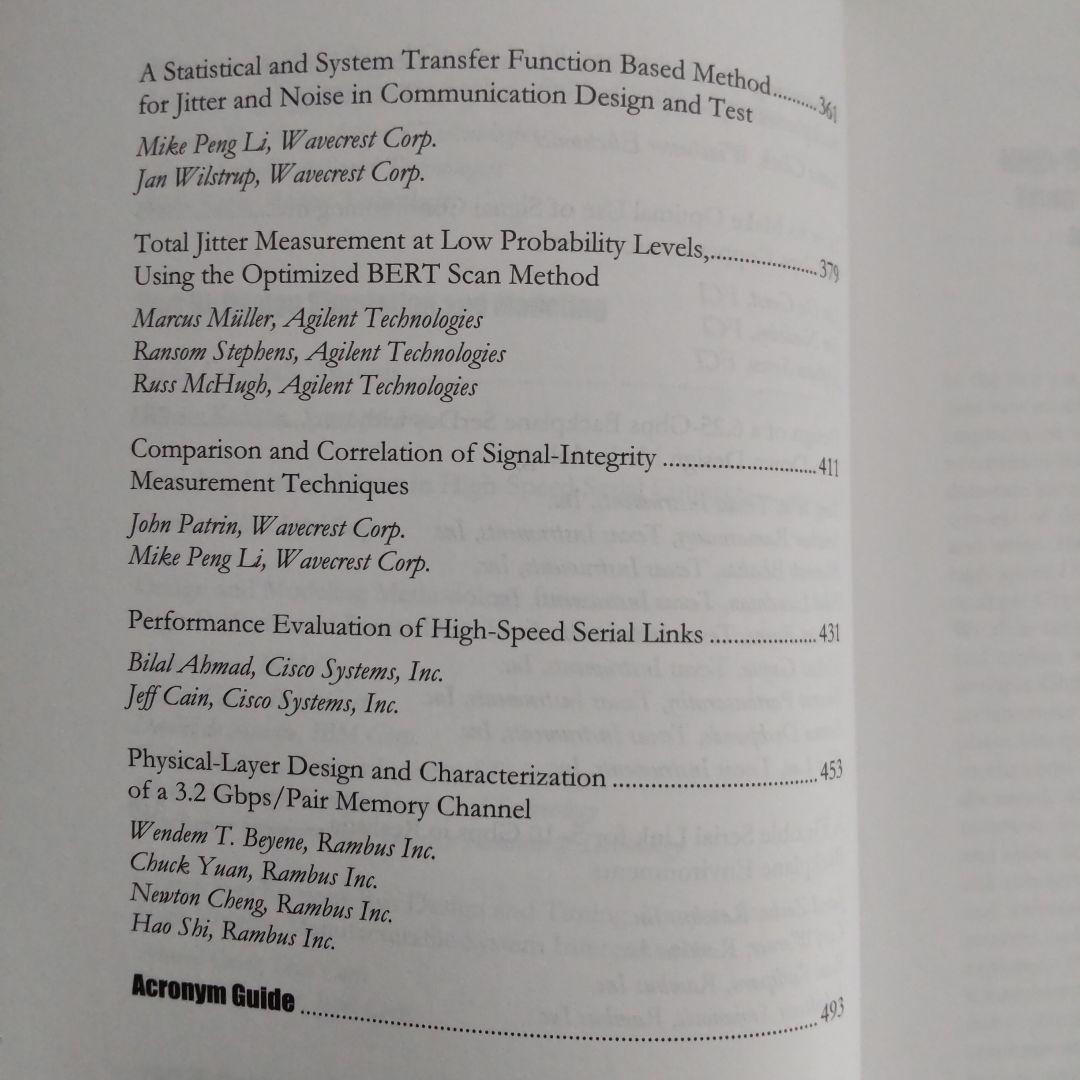 A Statistical and System Transfer Function Based Method..........361
for Jitter and Noise in Communication Design and Test
Mike Peng Li, Wavecrest Corp.
Jan Wilstrup, Wavecrest Corp.
Total Jitter Measurement at Low Probability Levels,.........................379
Using the Optimized BERT Scan Method
Marcus Müller, Agilent Technologies
Ransom Stephens, Agilent Technologies
Russ McHugh, Agilent Technologies
Comparison and Correlation of Signal-Integrity .............................411
Measurement Techniques
John Patrin, Wavecrest Corp.
Mike Peng Li, Wavecrest Corp.
Performance Evaluation of High-Speed Serial Links ....................431
Bilal Ahmad, Cisco Systems, Inc.
Jeff Cain, Cisco Systems, Inc.
Physical-Layer Design and Characterization ......................................453
of a 3.2 Gbps/Pair Memory Channel
Wendem T. Beyene, Rambus Inc.
Chuck Yuan, Rambus Inc.
Newton Cheng, Rambus Inc.
Hao Shi, Rambus Inc.
Acronym Guide ....................................................................................493